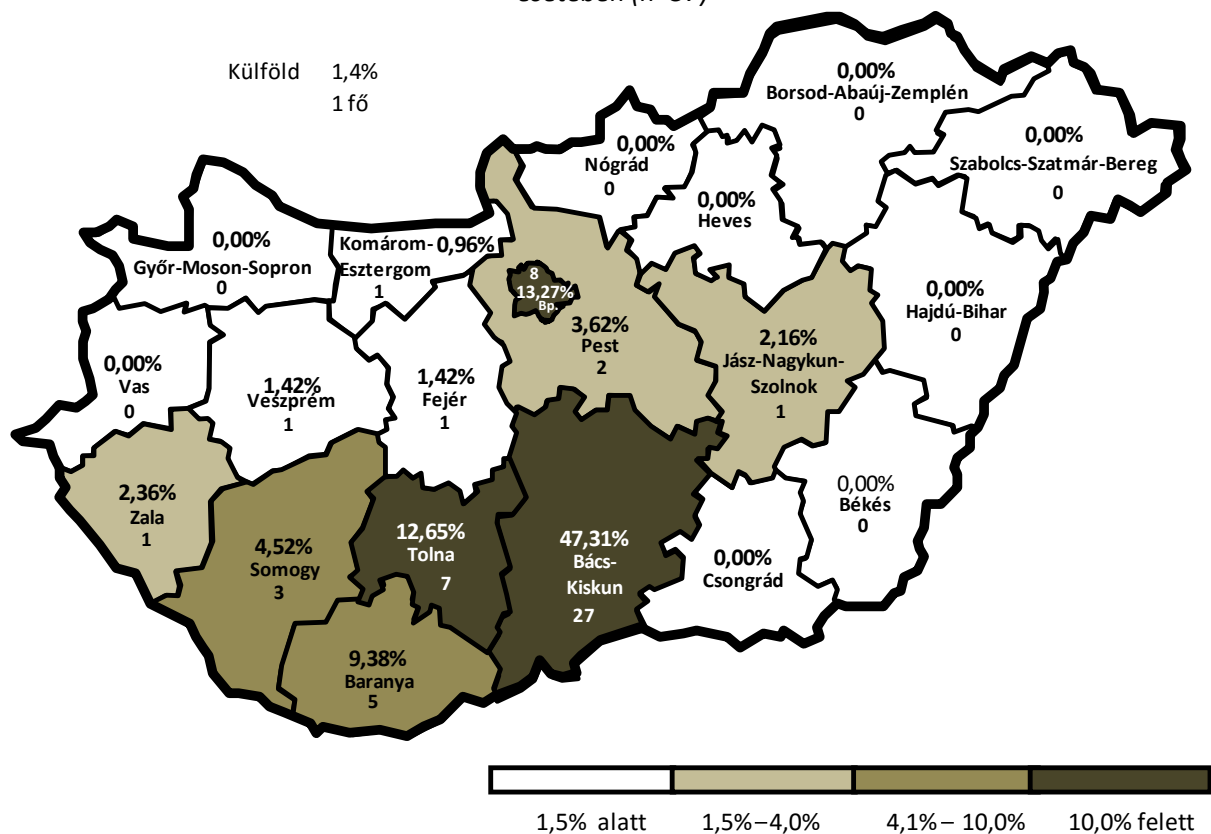 Külföld 1,4%
1 fő
0,00%
Borsod-Abaúj-Zemplén
0
0,00%
Szabolcs-Szatmár-Bereg
0
0,00%
Nógrád
0
0,00%
Heves
0,00%
Győr-Moson-Sopron
0
Komárom- 0,96%
Esztergom
1
8
13,27%
Bp.
3,62%
Pest
2
2,16%
Jász-Nagykun-
Szolnok
1
0,00%
Hajdú-Bihar
0
0,00%
Vas
0
1,42%
Veszprém
1
1,42%
Fejér
1
2,36%
Zala
1
4,52%
Somogy
3
12,65%
Tolna
7
47,31%
Bács-
Kiskun
27
0,00%
Csongrád
0,00%
Békés
0
9,38%
Baranya
5
1,5% alatt 1,5%–4,0% 4,1% – 10,0% 10,0% felett